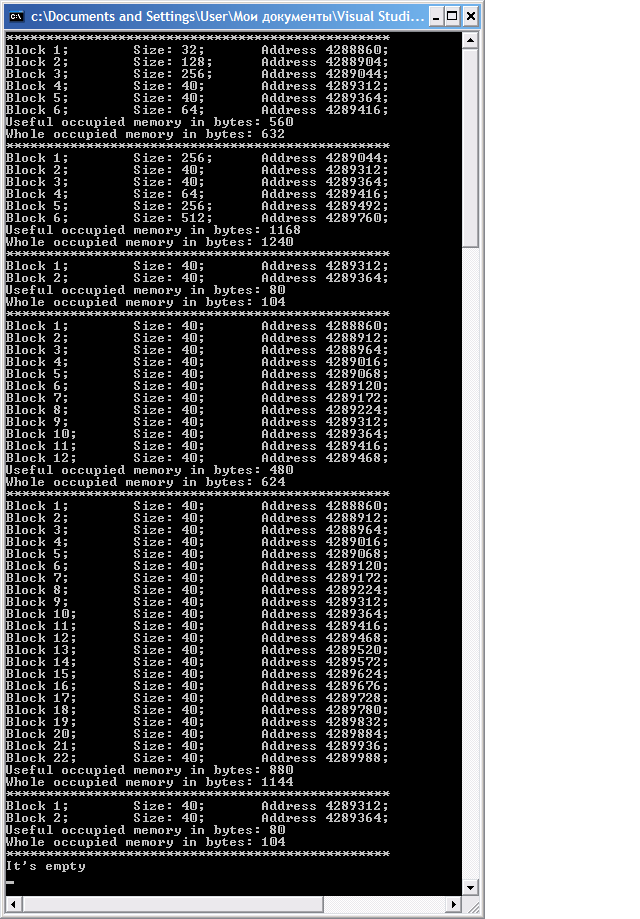 c:\Documents and Settings\User\Мои документы\Visual Studi...
************************************************
Block 1; Size: 32; Address 4288860;
Block 2; Size: 128; Address 4288904;
Block 3; Size: 256; Address 4289044;
Block 4; Size: 40; Address 4289312;
Block 5; Size: 40; Address 4289364;
Block 6; Size: 64; Address 4289416;
Useful occupied memory in bytes: 560
Whole occupied memory in bytes: 632
************************************************
Block 1; Size: 256; Address 4289044;
Block 2; Size: 40; Address 4289312;
Block 3; Size: 40; Address 4289364;
Block 4; Size: 64; Address 4289416;
Block 5; Size: 256; Address 4289492;
Block 6; Size: 512; Address 4289760;
Useful occupied memory in bytes: 1168
Whole occupied memory in bytes: 1240
************************************************
Block 1; Size: 40; Address 4289312;
Block 2; Size: 40; Address 4289364;
Useful occupied memory in bytes: 80
Whole occupied memory in bytes: 104
************************************************
Block 1; Size: 40; Address 4288860;
Block 2; Size: 40; Address 4288912;
Block 3; Size: 40; Address 4288964;
Block 4; Size: 40; Address 4289016;
Block 5; Size: 40; Address 4289068;
Block 6; Size: 40; Address 4289120;
Block 7; Size: 40; Address 4289172;
Block 8; Size: 40; Address 4289224;
Block 9; Size: 40; Address 4289312;
Block 10; Size: 40; Address 4289364;
Block 11; Size: 40; Address 4289416;
Block 12; Size: 40; Address 4289468;
Useful occupied memory in bytes: 480
Whole occupied memory in bytes: 624
************************************************
Block 1; Size: 40; Address 4288860;
Block 2; Size: 40; Address 4288912;
Block 3; Size: 40; Address 4288964;
Block 4; Size: 40; Address 4289016;
Block 5; Size: 40; Address 4289068;
Block 6; Size: 40; Address 4289120;
Block 7; Size: 40; Address 4289172;
Block 8; Size: 40; Address 4289224;
Block 9; Size: 40; Address 4289312;
Block 10; Size: 40; Address 4289364;
Block 11; Size: 40; Address 4289416;
Block 12; Size: 40; Address 4289468;
Block 13; Size: 40; Address 4289520;
Block 14; Size: 40; Address 4289572;
Block 15; Size: 40; Address 4289624;
Block 16; Size: 40; Address 4289676;
Block 17; Size: 40; Address 4289728;
Block 18; Size: 40; Address 4289780;
Block 19; Size: 40; Address 4289832;
Block 20; Size: 40; Address 4289884;
Block 21; Size: 40; Address 4289936;
Block 22; Size: 40; Address 4289988;
Useful occupied memory in bytes: 880
Whole occupied memory in bytes: 1144
************************************************
Block 1; Size: 40; Address 4289312;
Block 2; Size: 40; Address 4289364;
Useful occupied memory in bytes: 80
Whole occupied memory in bytes: 104
************************************************
It's empty